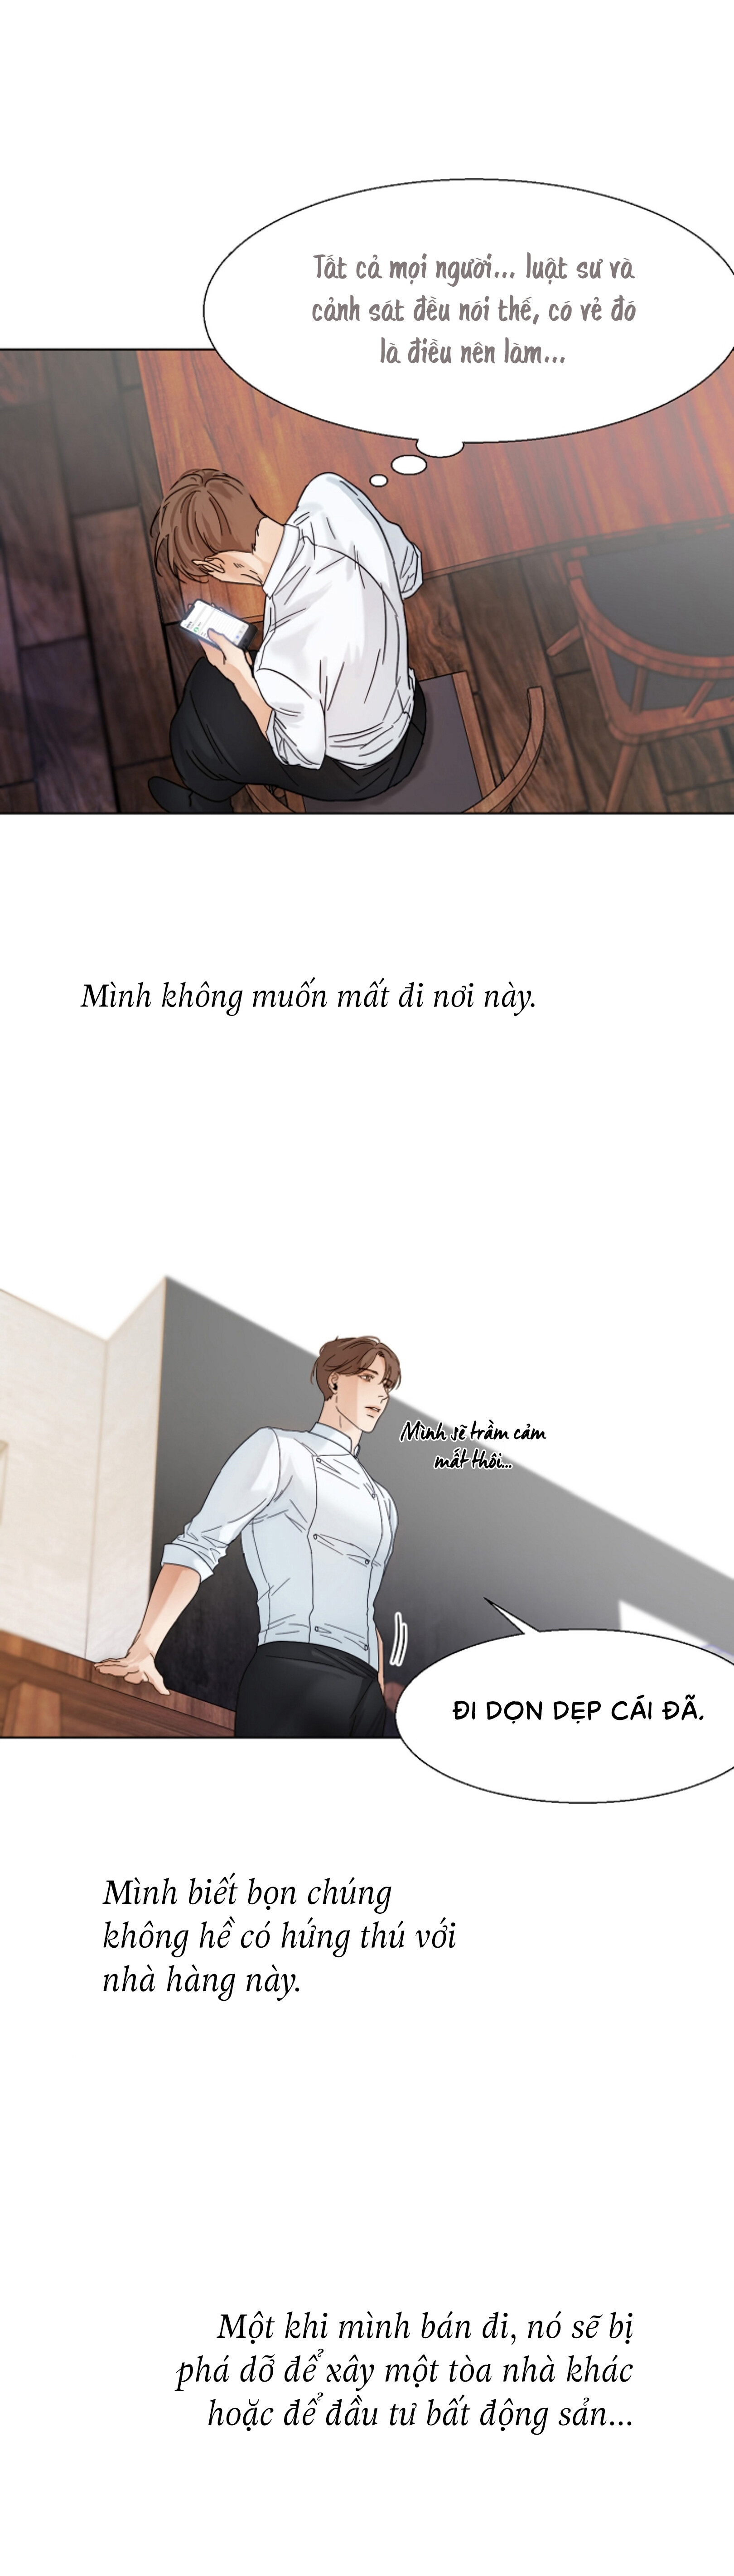 Tất cả mọi người... luật sư và
cảnh sát đều nói thế, có vẻ đó
là điều nên làm...
Mình không muốn mất đi nơi này.
Mình sẽ trầm cảm
mất thôi...
ĐI DỌN DẸP CÁI ĐÃ.
Mình biết bọn chúng
không hề có hứng thú với
nhà hàng này.
Một khi mình bán đi, nó sẽ bị
phá dỡ để xây một tòa nhà khác
hoặc để đầu tư bất động sản...